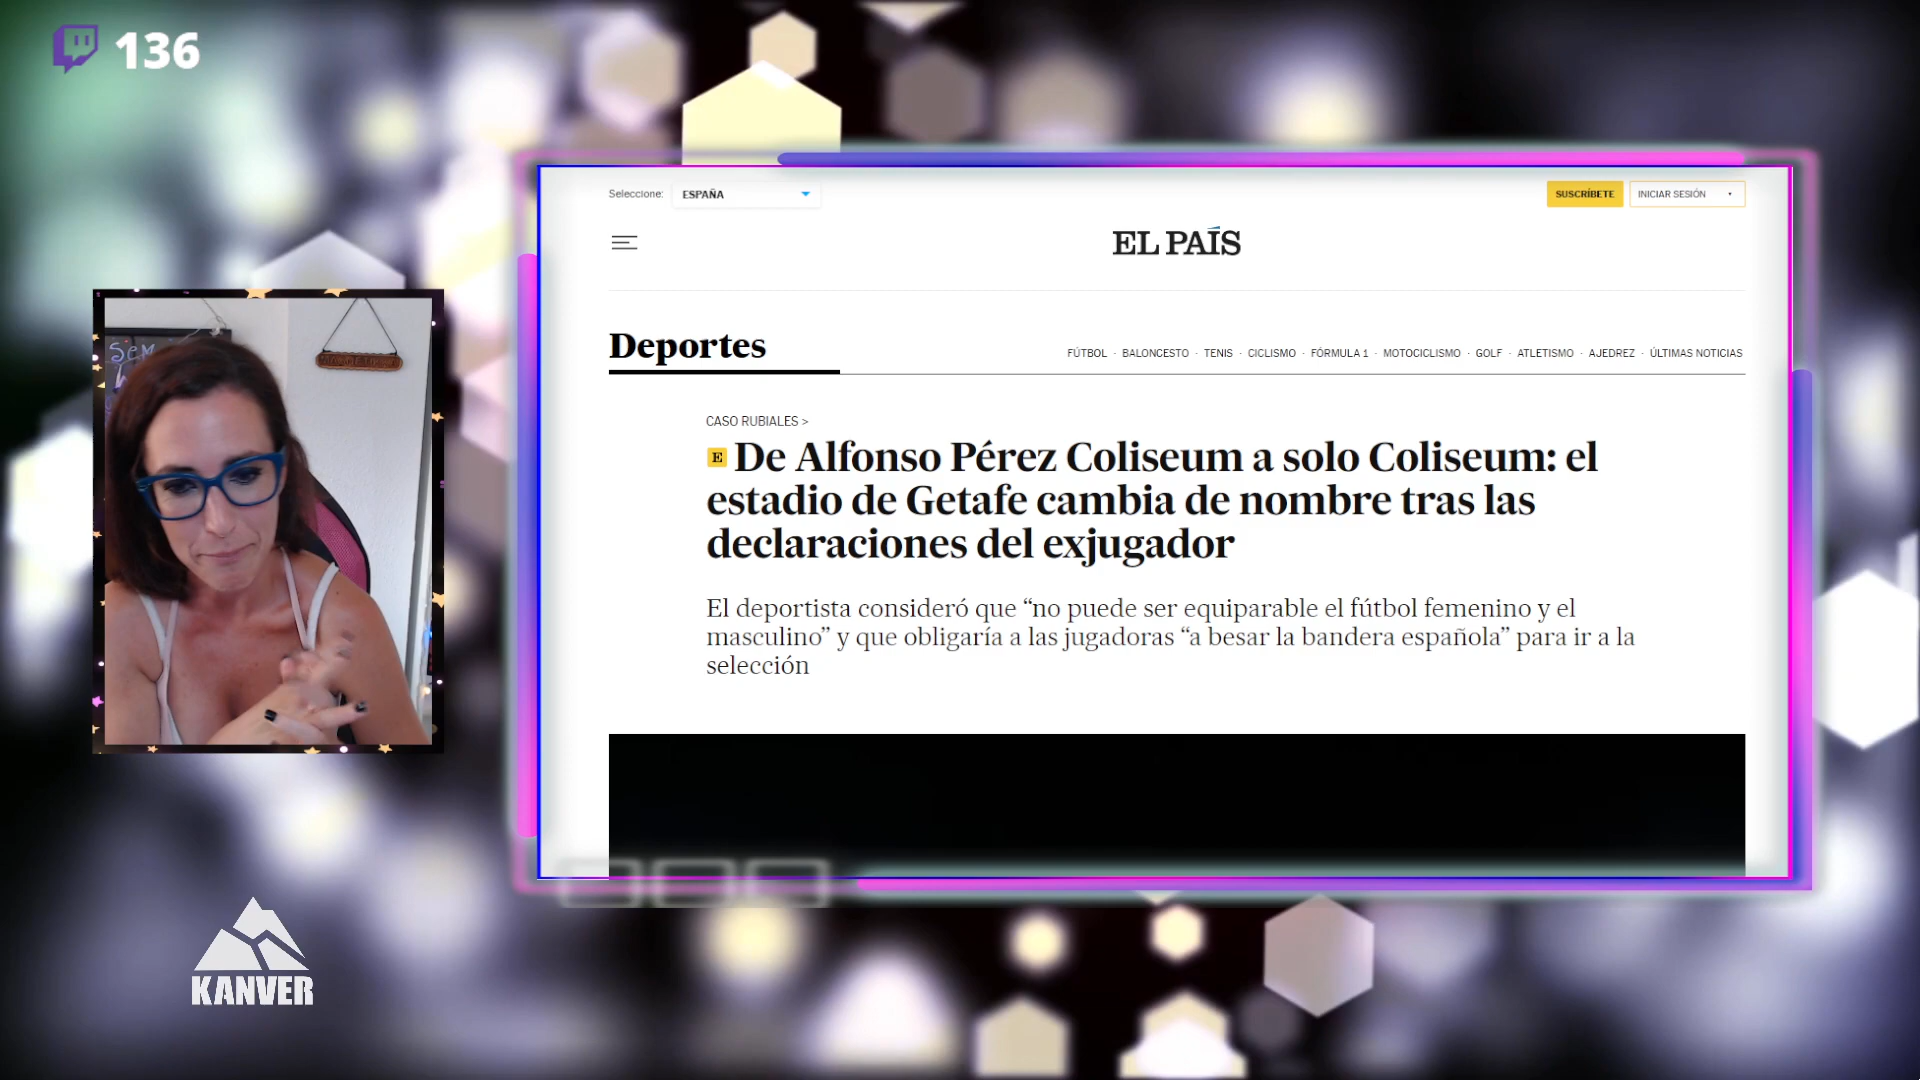 136
Seleccione: ESPAÑA
SUSCRÍBETE
INICIAR SESIÓN
EL PAÍS
Deportes
FÚTBOL · BALONCESTO · TENIS · CICLISMO · FÓRMULA 1 · MOTOCICLISMO · GOLF · ATLETISMO · AJEDREZ · ÚLTIMAS NOTICIAS
CASO RUBIALES >
E De Alfonso Pérez Coliseum a solo Coliseum: el
estadio de Getafe cambia de nombre tras las
declaraciones del exjugador
El deportista consideró que “no puede ser equiparable el fútbol femenino y el
masculino” y que obligaría a las jugadoras “a besar la bandera española” para ir a la
selección
KANVER